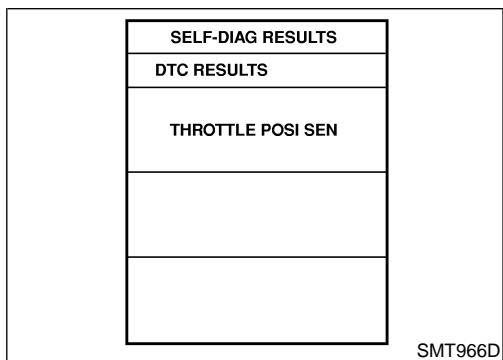 SELF-DIAG RESULTS
DTC RESULTS
THROTTLE POSI SEN
SMT966D